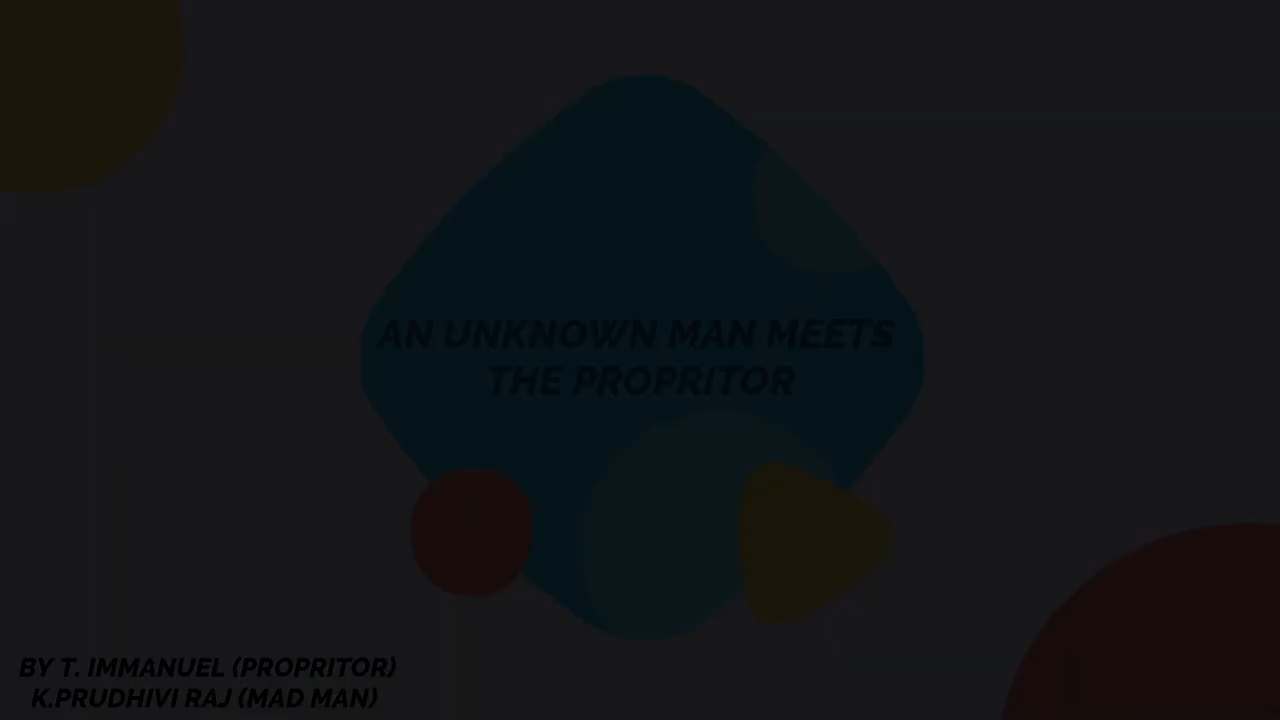 AN UNKNOWN MAN MEETS
THE PROPRITOR
BY T. IMMANUEL (PROPRITOR)
K.PRUDHIVI RAJ (MAD MAN)